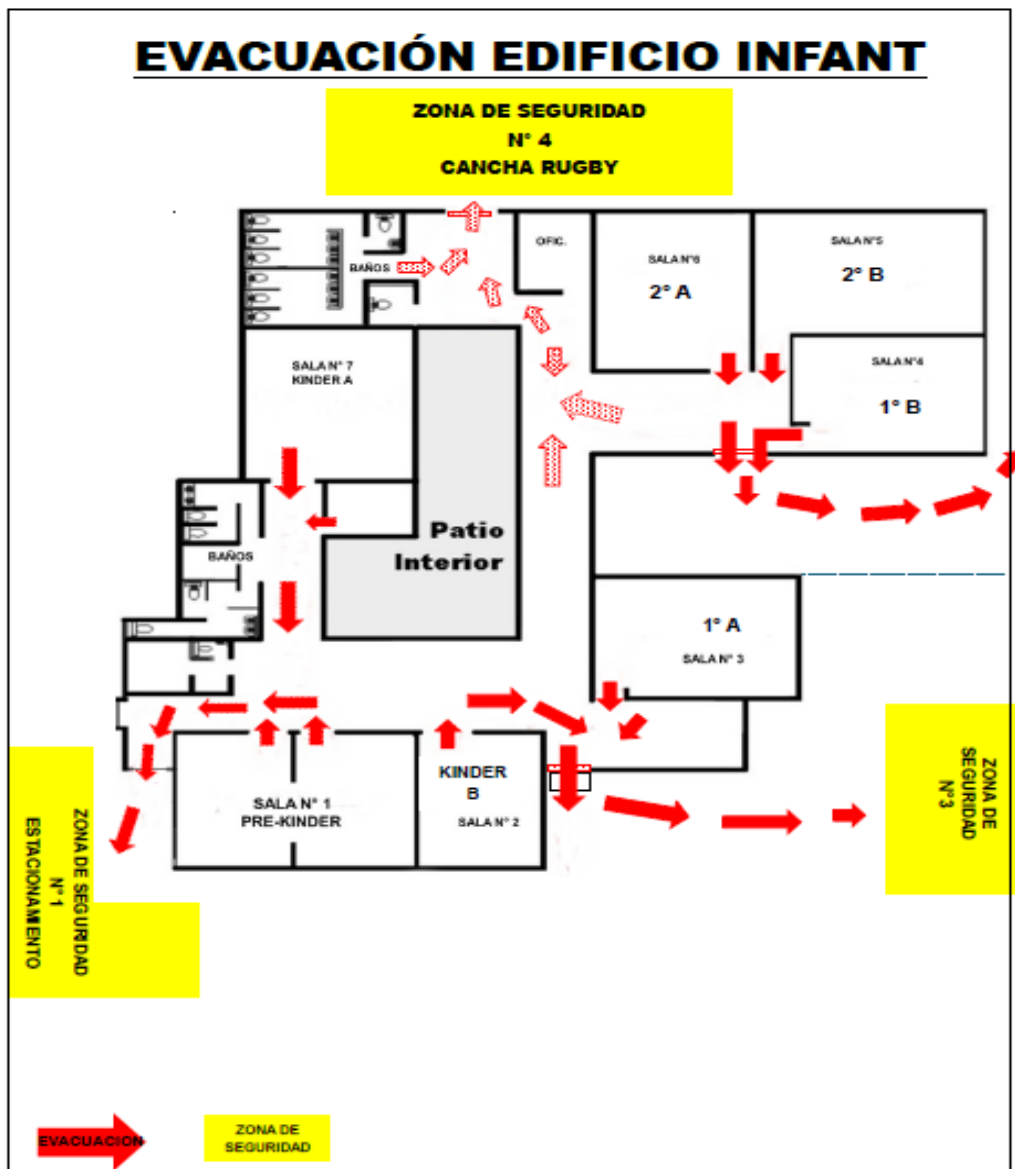 EVACUACIÓN EDIFICIO INFANT
ZONA DE SEGURIDAD
N° 4
CANCHA RUGBY
OFIC.
SALA N°6
2° A
SALA N°5
2° B
BAÑOS
SALA N° 7
KINDER A
SALA N°4
1° B
Patio
Interior
BAÑOS
1° A
SALA N° 3
KINDER
B
SALA N° 2
SALA N° 1
PRE-KINDER
ZONA DE
SEGURIDAD
N°3
ZONA DE SEGURIDAD
N° 1
ESTACIONAMIENTO
EVACUACION
ZONA DE
SEGURIDAD